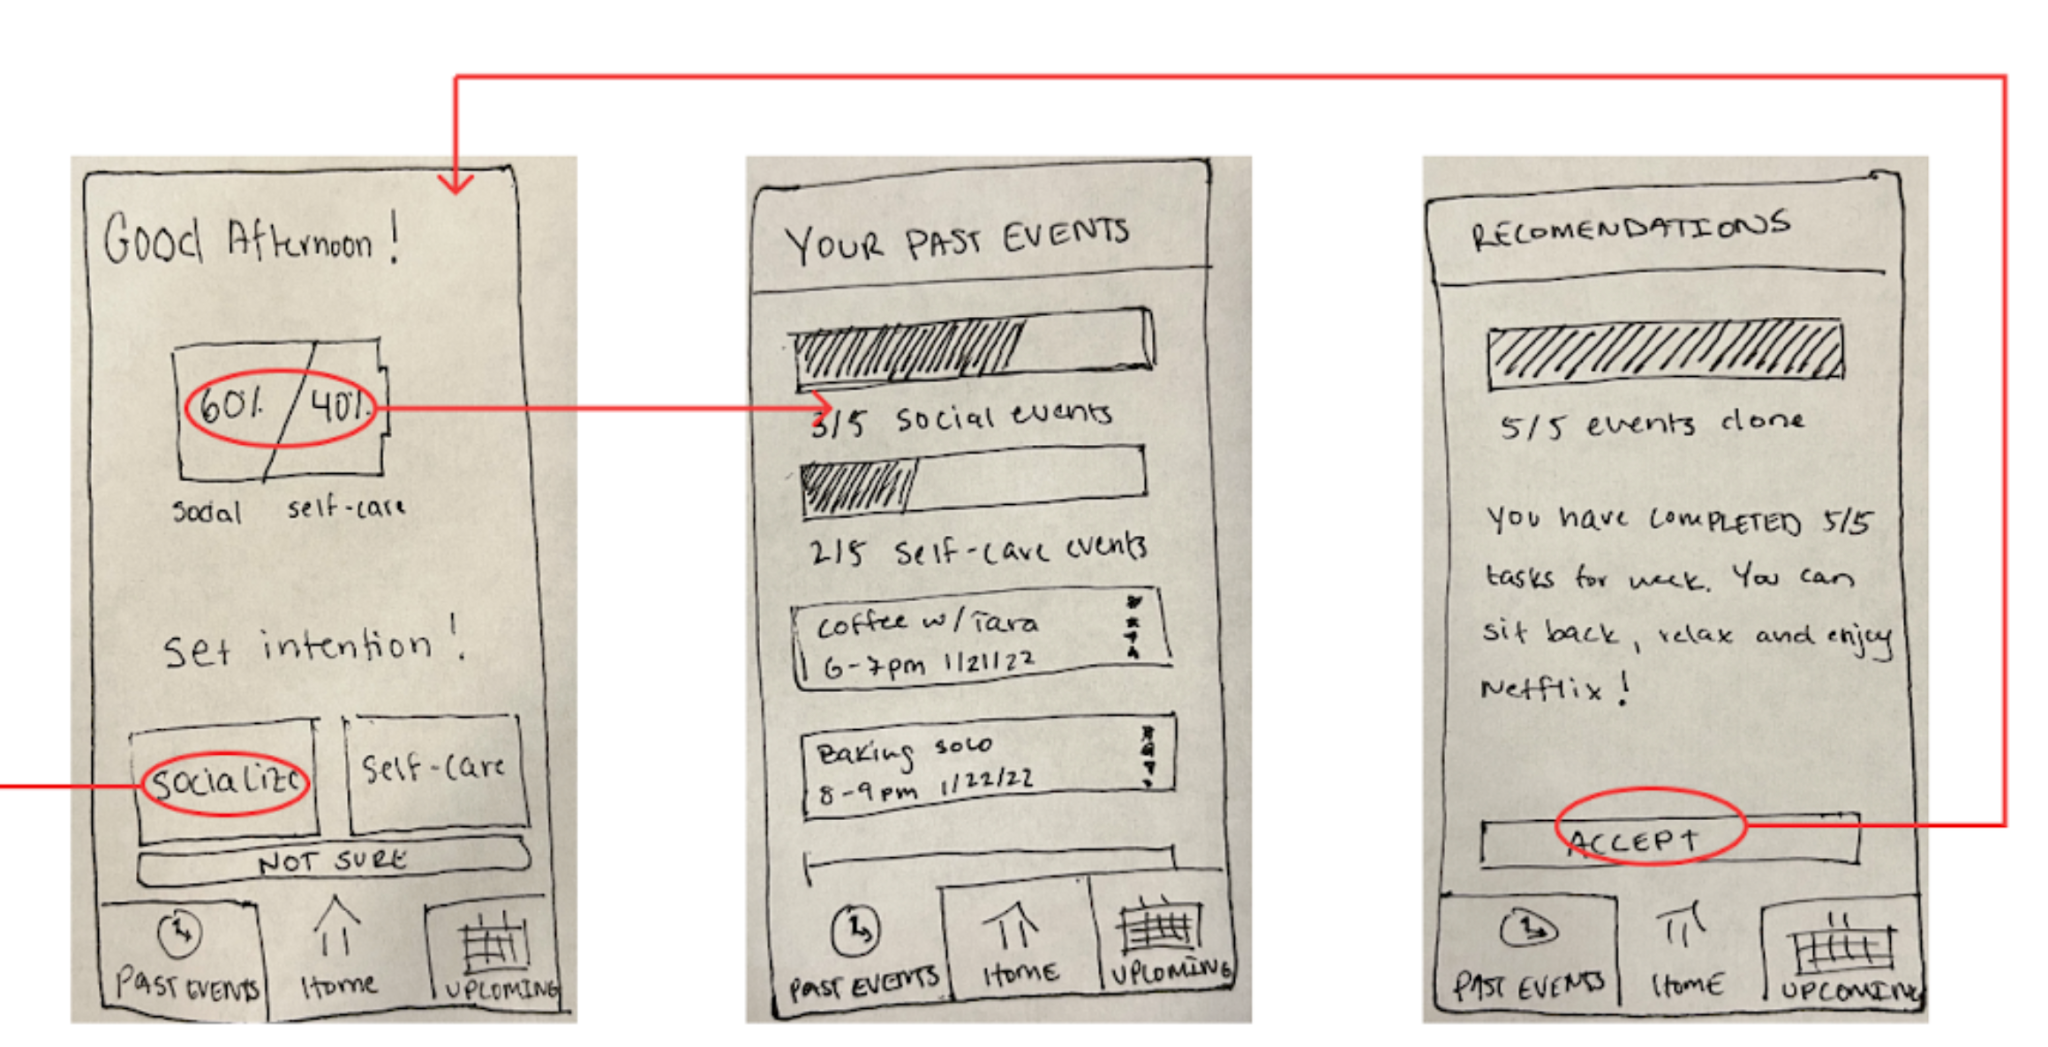 Good Afternoon!
60% / 40%
Social self-care
Set intention!
Socialize
Self-care
NOT SURE
PAST EVENTS
Home
UPCOMING
YOUR PAST EVENTS
3/5 Social events
2/5 Self-care events
Coffee w/ Tara
6-7pm 1/21/22
Baking solo
8-9pm 1/22/22
PAST EVENTS
Home
UPCOMING
RECOMENDATIONS
5/5 events done
You have COMPLETED 5/5
tasks for week. You can
sit back, relax and enjoy
Netflix!
ACCEPT
PAST EVENTS
Home
UPCOMING